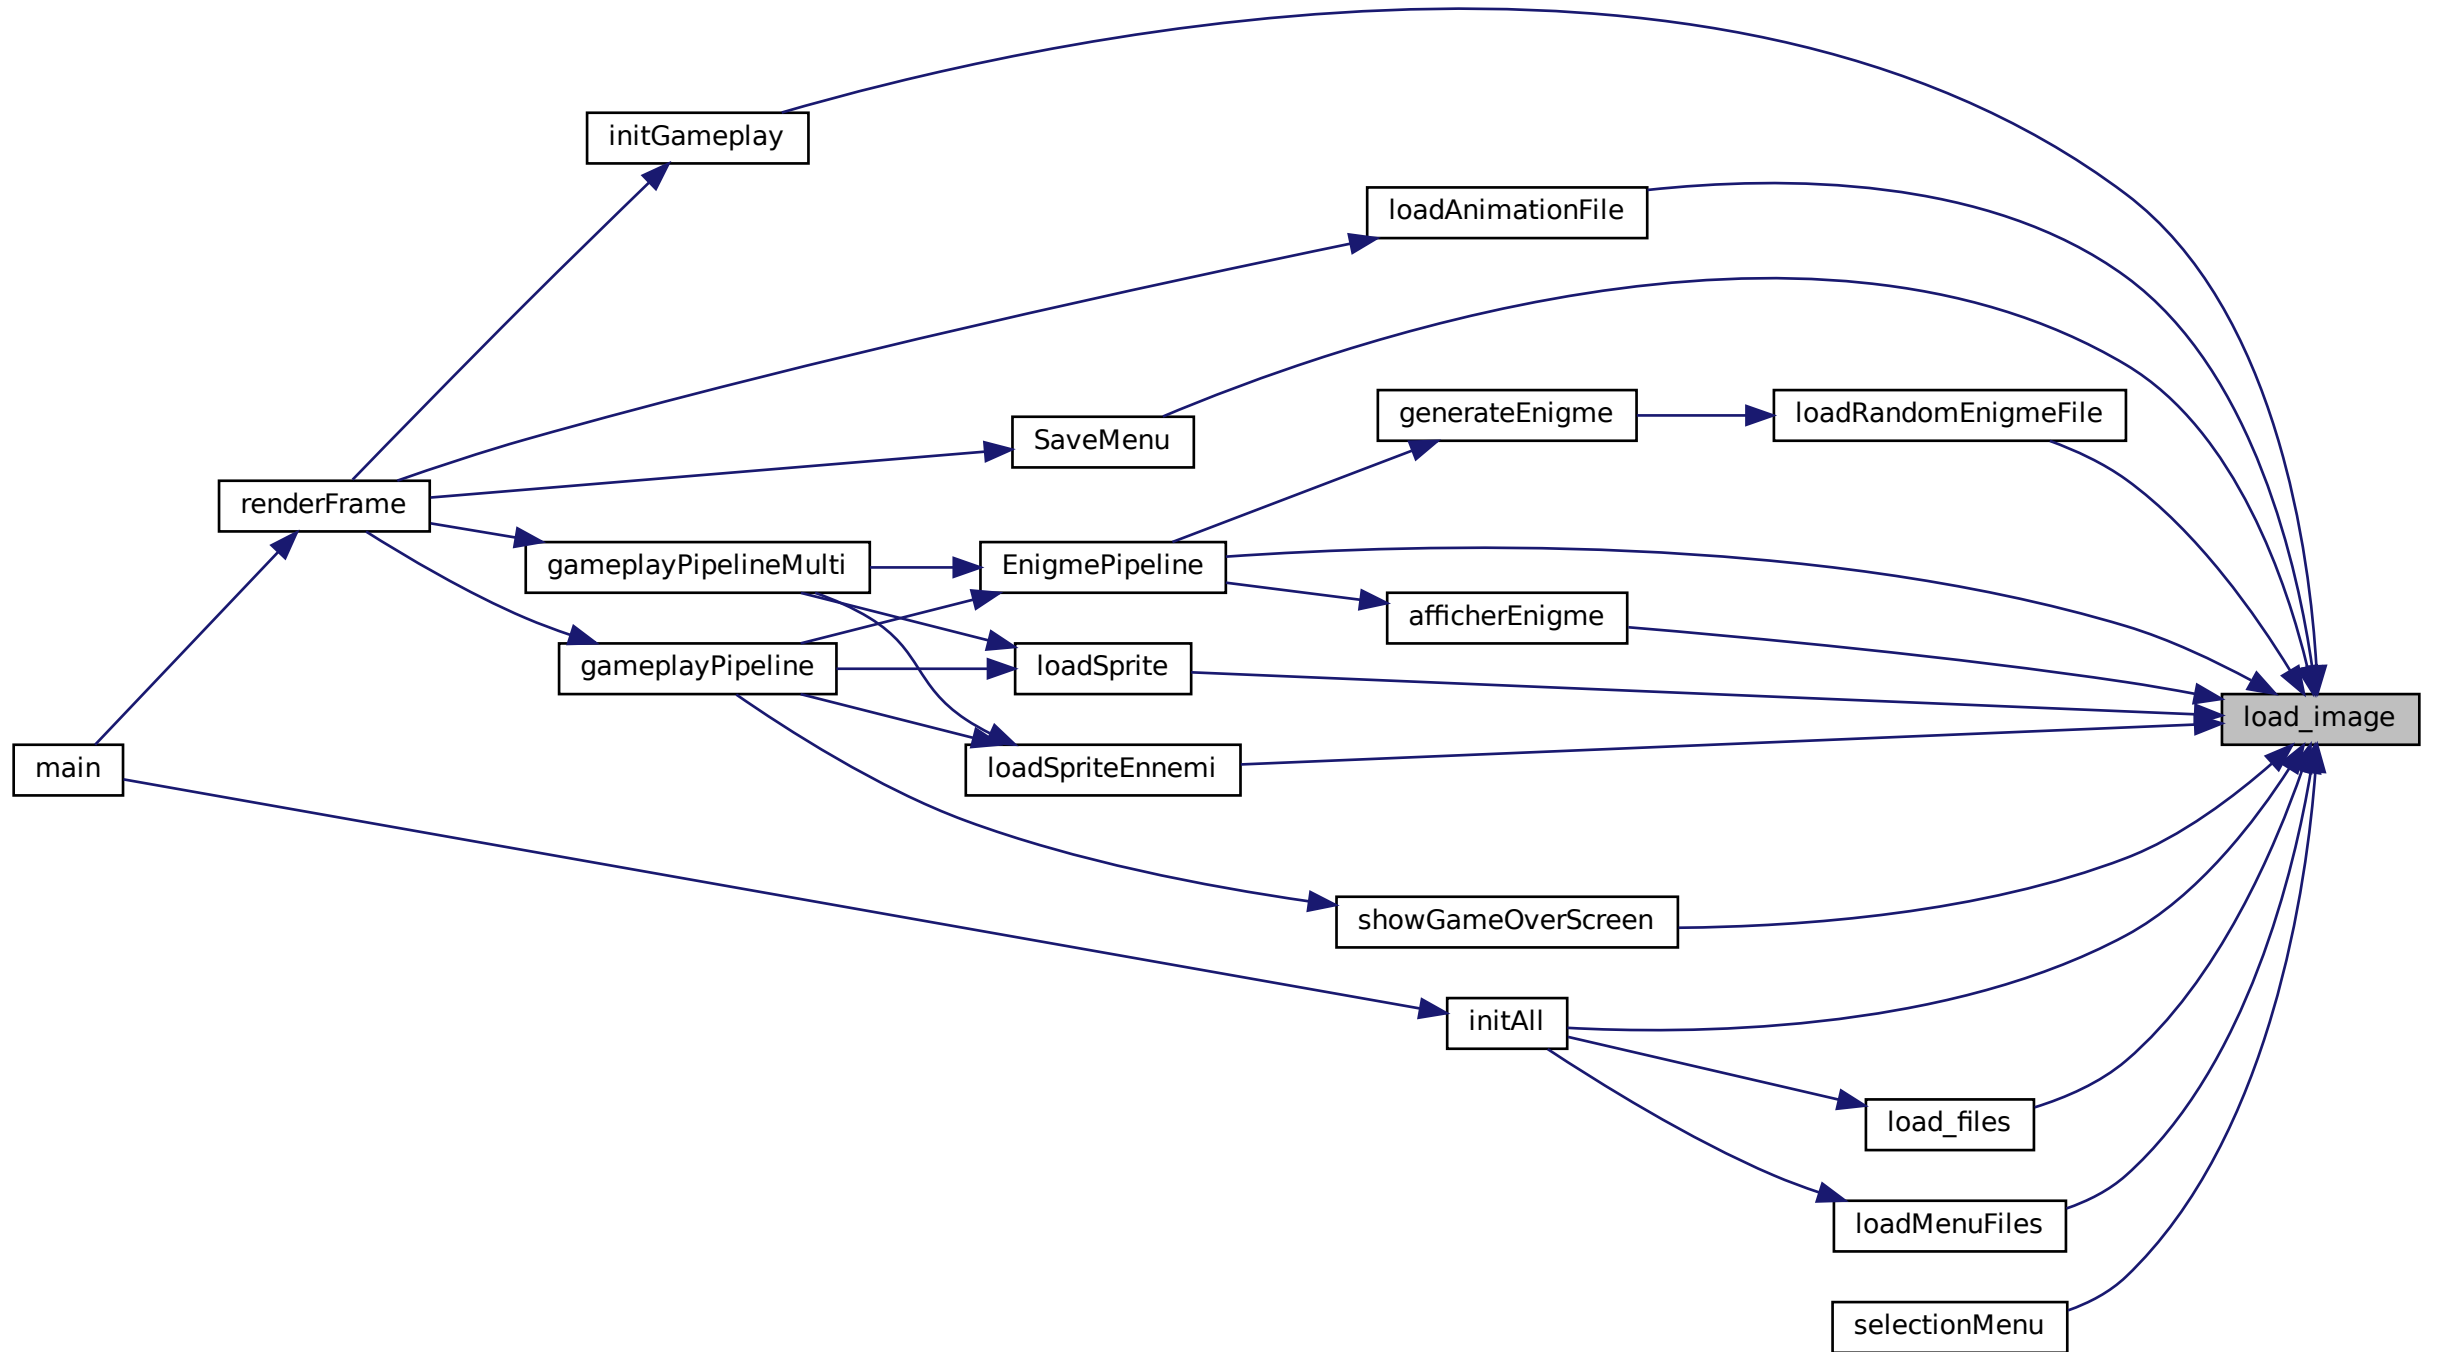 initGameplay
loadAnimationFile
SaveMenu
generateEnigme
loadRandomEnigmeFile
renderFrame
gameplayPipelineMulti
EnigmePipeline
afficherEnigme
gameplayPipeline
loadSprite
load_image
main
loadSpriteEnnemi
showGameOverScreen
initAll
load_files
loadMenuFiles
selectionMenu